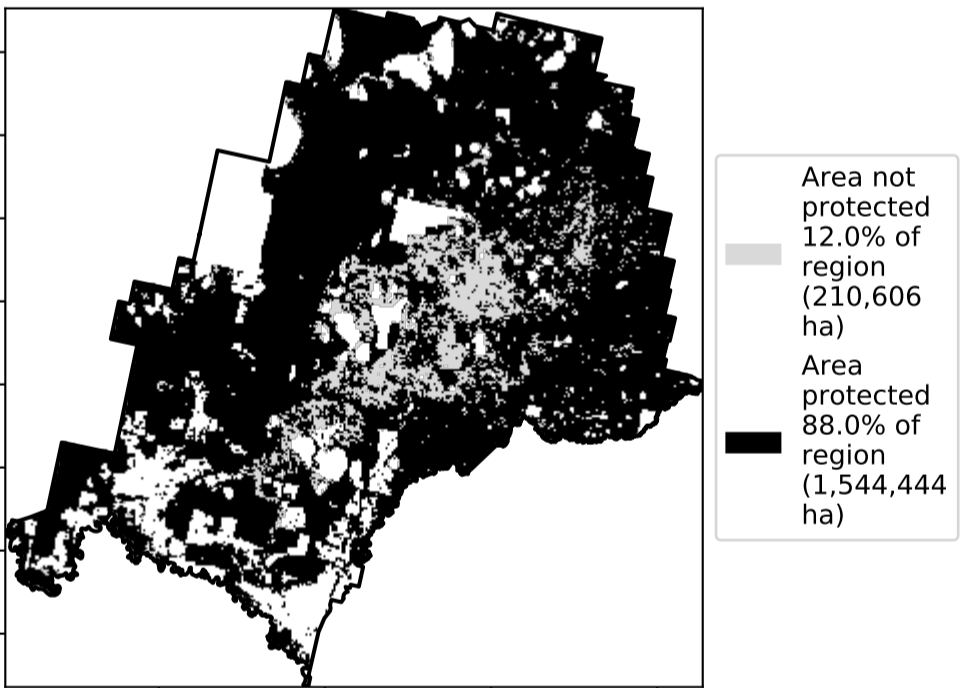 Area not
protected
12.0% of
region
(210,606
ha)
Area
protected
88.0% of
region
(1,544,444
ha)